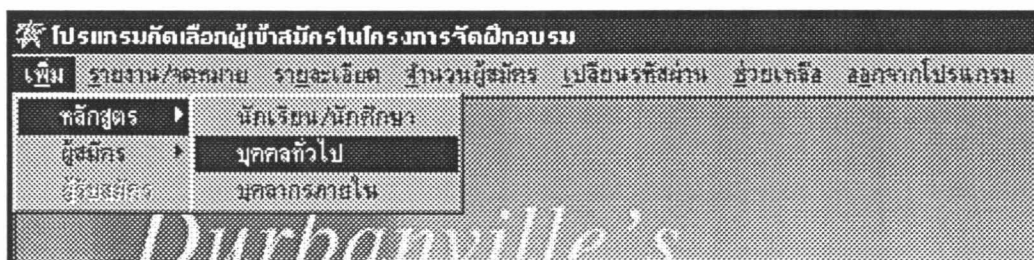 โปรแกรมคัดเลือกผู้เข้าสมัครในโครงการจัดฝึกอบรม
เพิ่ม รายงาน/จดหมาย รายละเอียด จำนวนผู้สมัคร เปลี่ยนรหัสผ่าน ช่วยเหลือ ออกจากโปรแกรม
หลักสูตร นักเรียน/นักศึกษา
ผู้สมัคร บุคคลทั่วไป
ผู้รับสมัคร บุคลากรภายใน
Durbanville's